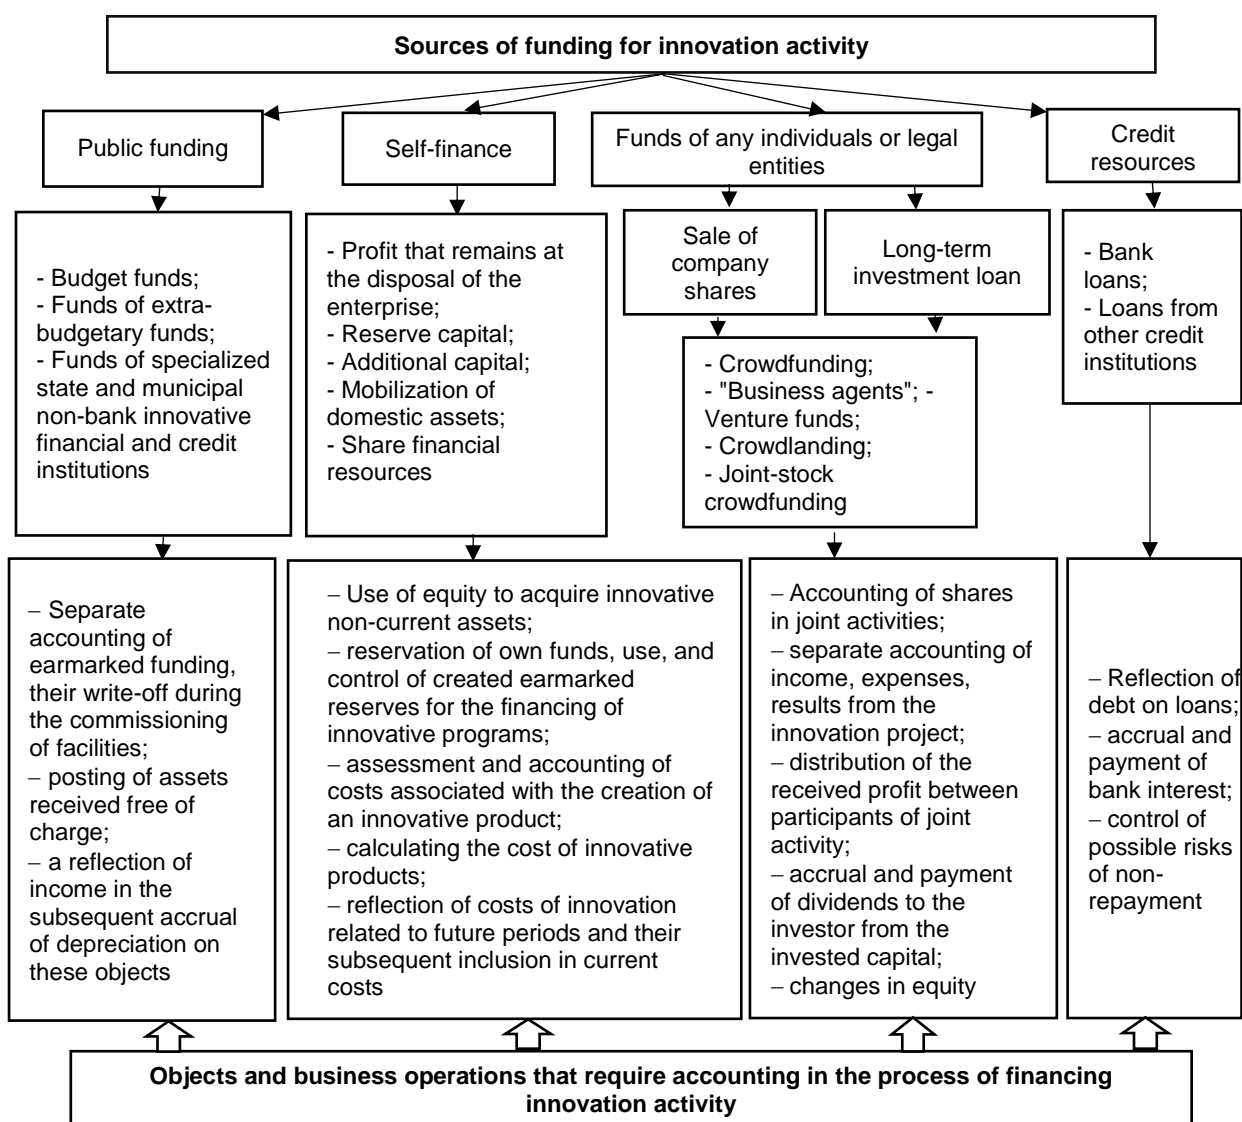 Sources of funding for innovation activity
Public funding
Self-finance
Funds of any individuals or legal
entities
Credit
resources
- Budget funds;
- Funds of extra-
budgetary funds;
- Funds of specialized
state and municipal
non-bank innovative
financial and credit
institutions
- Profit that remains at
the disposal of the
enterprise;
- Reserve capital;
- Additional capital;
- Mobilization of
domestic assets;
- Share financial
resources
Sale of
company
shares
Long-term
investment loan
- Crowdfunding;
- "Business agents"; -
Venture funds;
- Crowdlanding;
- Joint-stock
crowdfunding
- Bank
loans;
- Loans from
other credit
institutions
– Separate
accounting of
earmarked funding,
their write-off during
the commissioning
of facilities;
– posting of assets
received free of
charge;
– a reflection of
income in the
subsequent accrual
of depreciation on
these objects
– Use of equity to acquire innovative
non-current assets;
– reservation of own funds, use, and
control of created earmarked
reserves for the financing of
innovative programs;
– assessment and accounting of
costs associated with the creation of
an innovative product;
– calculating the cost of innovative
products;
– reflection of costs of innovation
related to future periods and their
subsequent inclusion in current
costs
– Accounting of shares
in joint activities;
– separate accounting of
income, expenses,
results from the
innovation project;
– distribution of the
received profit between
participants of joint
activity;
– accrual and payment
of dividends to the
investor from the
invested capital;
– changes in equity
– Reflection of
debt on loans;
– accrual and
payment of
bank interest;
– control of
possible risks
of non-
repayment
Objects and business operations that require accounting in the process of financing
innovation activity